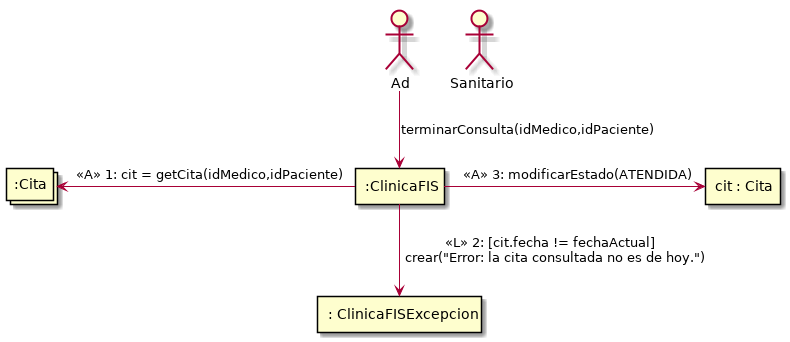 Ad
Sanitario
terminarConsulta(idMedico,idPaciente)
:Cita
«A» 1: cit = getCita(idMedico,idPaciente)
:ClinicaFIS
«A» 3: modificarEstado(ATENDIDA)
cit : Cita
«L» 2: [cit.fecha != fechaActual]
crear("Error: la cita consultada no es de hoy.")
: ClinicaFISExcepcion